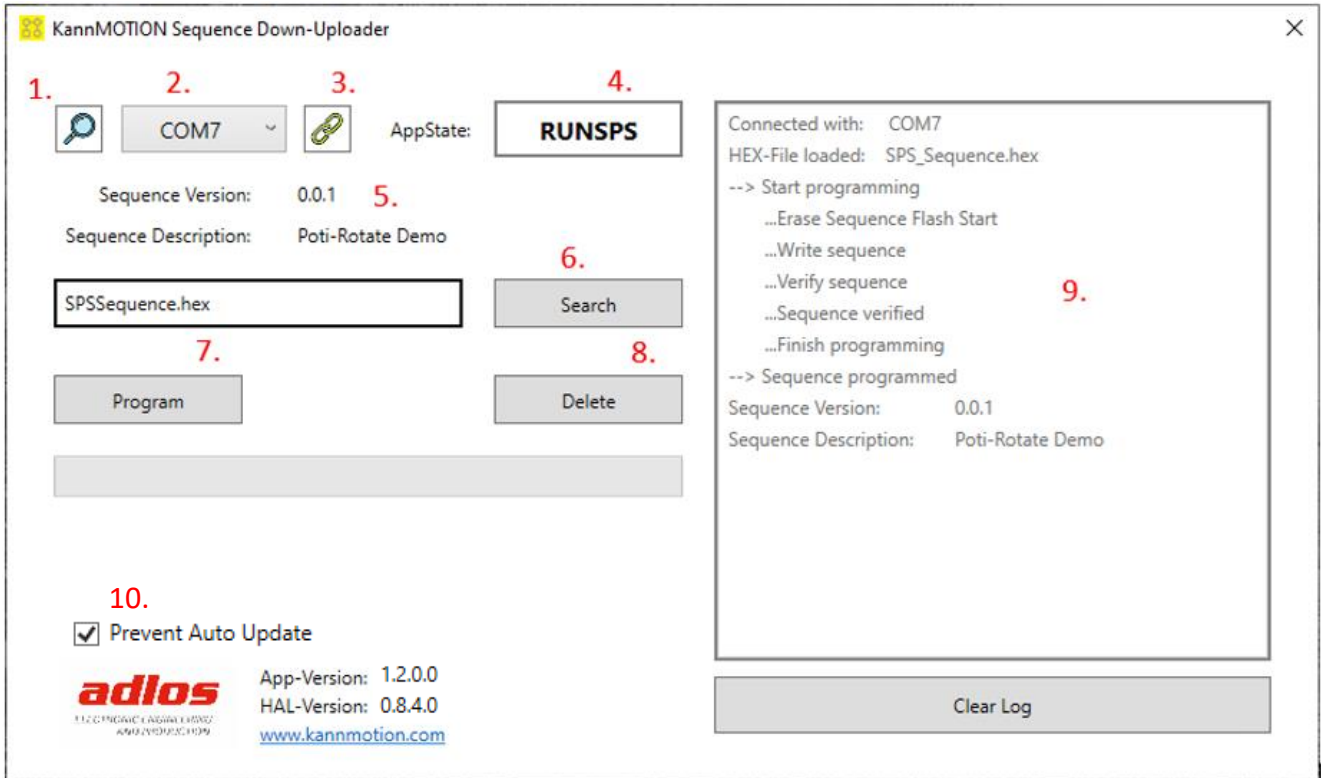 KannMOTION Sequence Down-Uploader
1. 2. 3. 4.
COM7 AppState: RUNSPS
Sequence Version: 0.0.1 5.
Sequence Description: Poti-Rotate Demo
6.
SPSSequence.hex Search
7. 8.
Program Delete
Connected with: COM7
HEX-File loaded: SPS_Sequence.hex
--> Start programming
...Erase Sequence Flash Start
...Write sequence
...Verify sequence
9.
...Sequence verified
...Finish programming
--> Sequence programmed
Sequence Version: 0.0.1
Sequence Description: Poti-Rotate Demo
10.
Prevent Auto Update
adlos
ELECTRONIC ENGINEERING
AND PRODUCTION
App-Version: 1.2.0.0
HAL-Version: 0.8.4.0
www.kannmotion.com
Clear Log